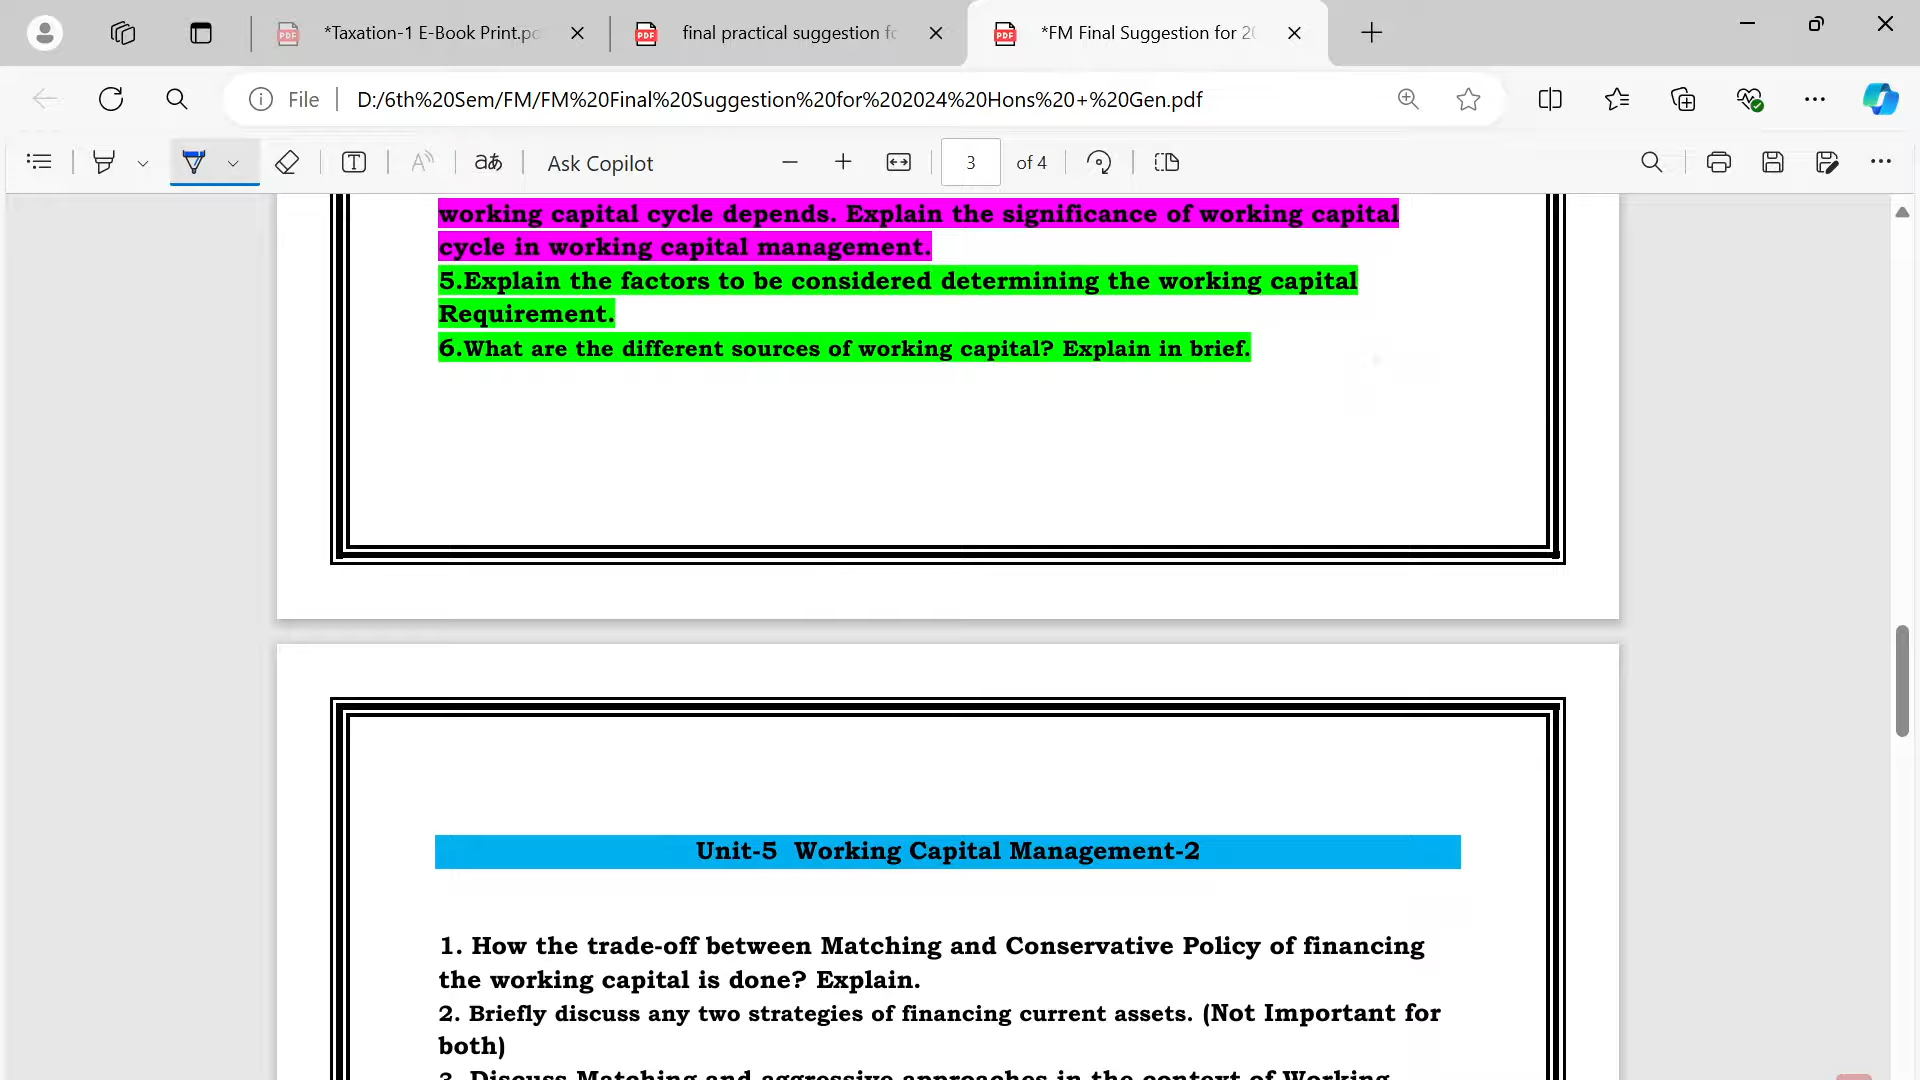 *Taxation-1 E-Book Print.pd
final practical suggestion fo
*FM Final Suggestion for 20
File
D:/6th%20Sem/FM/FM%20Final%20Suggestion%20for%202024%20Hons%20+%20Gen.pdf
Ask Copilot
3
of 4
working capital cycle depends. Explain the significance of working capital
cycle in working capital management.
5.Explain the factors to be considered determining the working capital
Requirement.
6.What are the different sources of working capital? Explain in brief.
Unit-5 Working Capital Management-2
1. How the trade-off between Matching and Conservative Policy of financing
the working capital is done? Explain.
2. Briefly discuss any two strategies of financing current assets. (Not Important for
both)
3. Discuss Matching and aggressive approaches in the context of Working